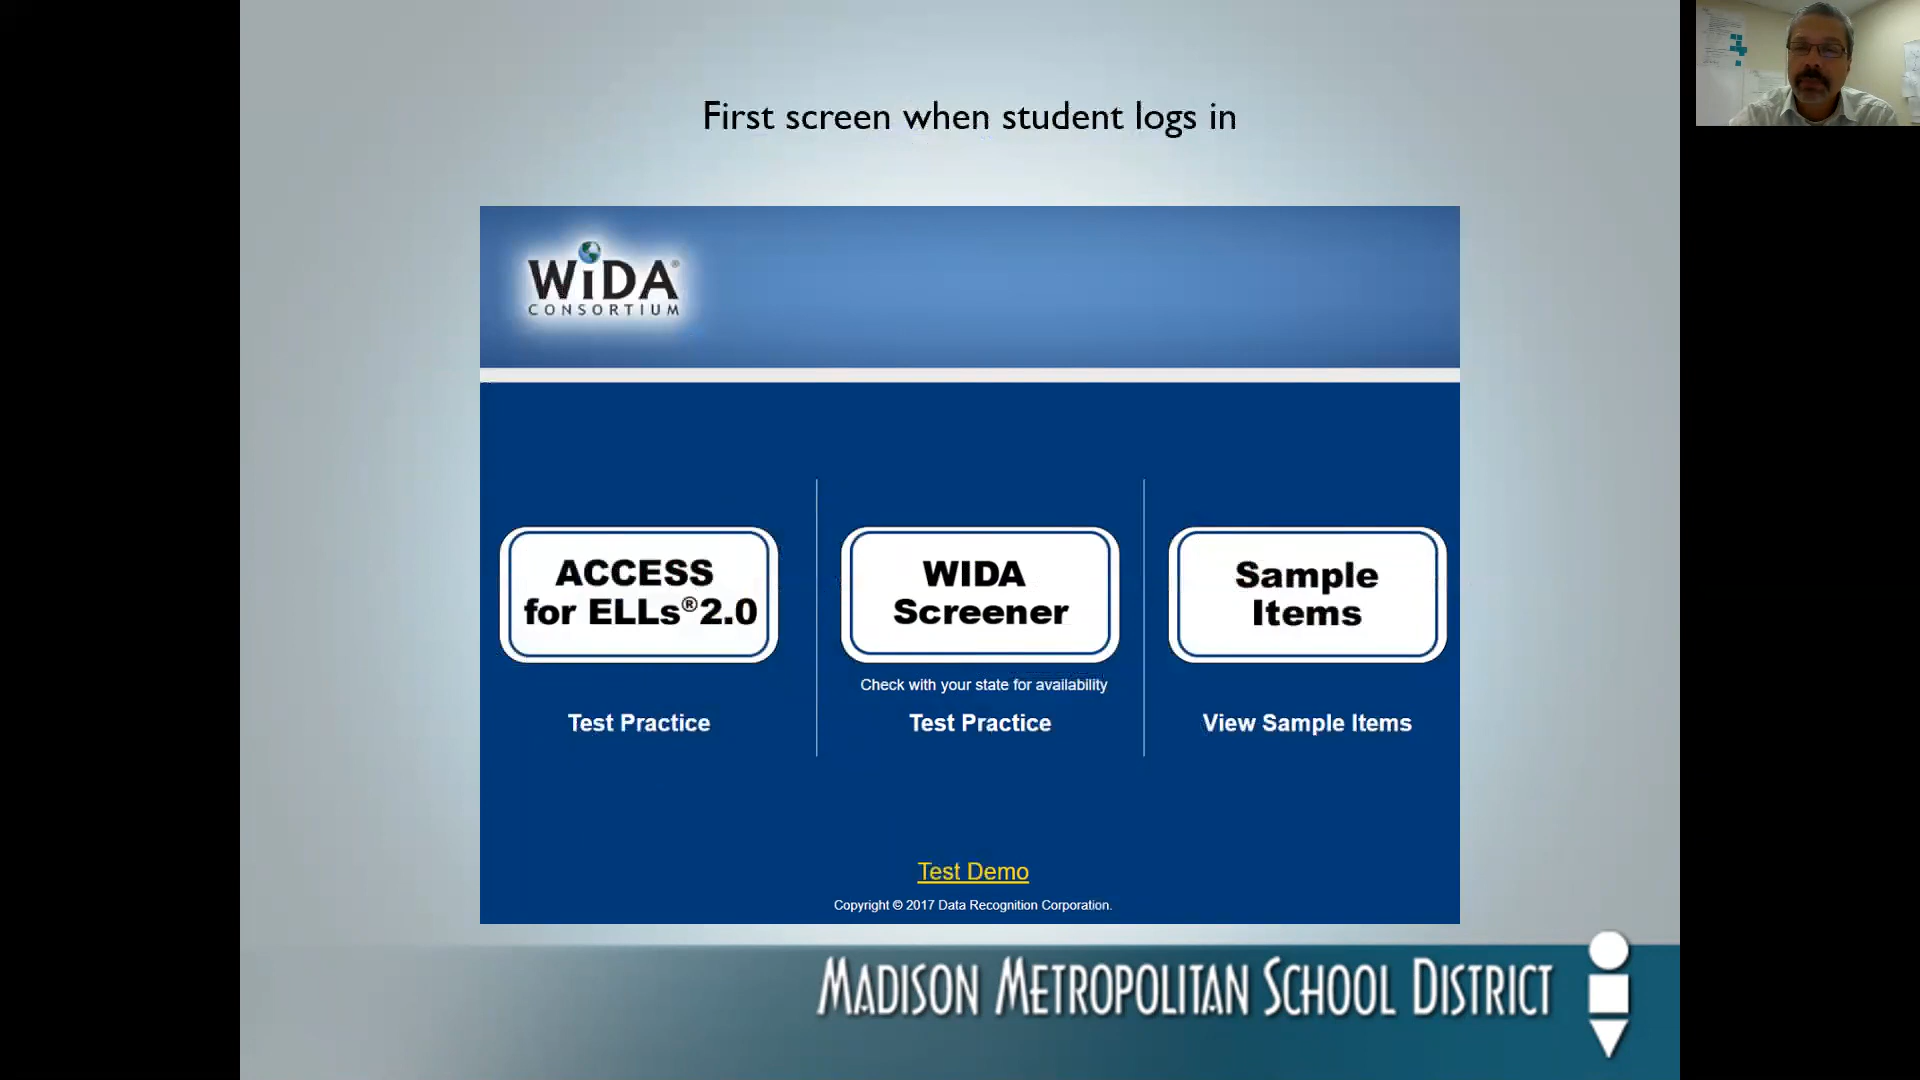 First screen when student logs in
WiDA®
CONSORTIUM
ACCESS
for ELLs®2.0
Test Practice
WIDA
Screener
Check with your state for availability
Test Practice
Sample
Items
View Sample Items
Test Demo
Copyright © 2017 Data Recognition Corporation.
MADISON METROPOLITAN SCHOOL DISTRICT